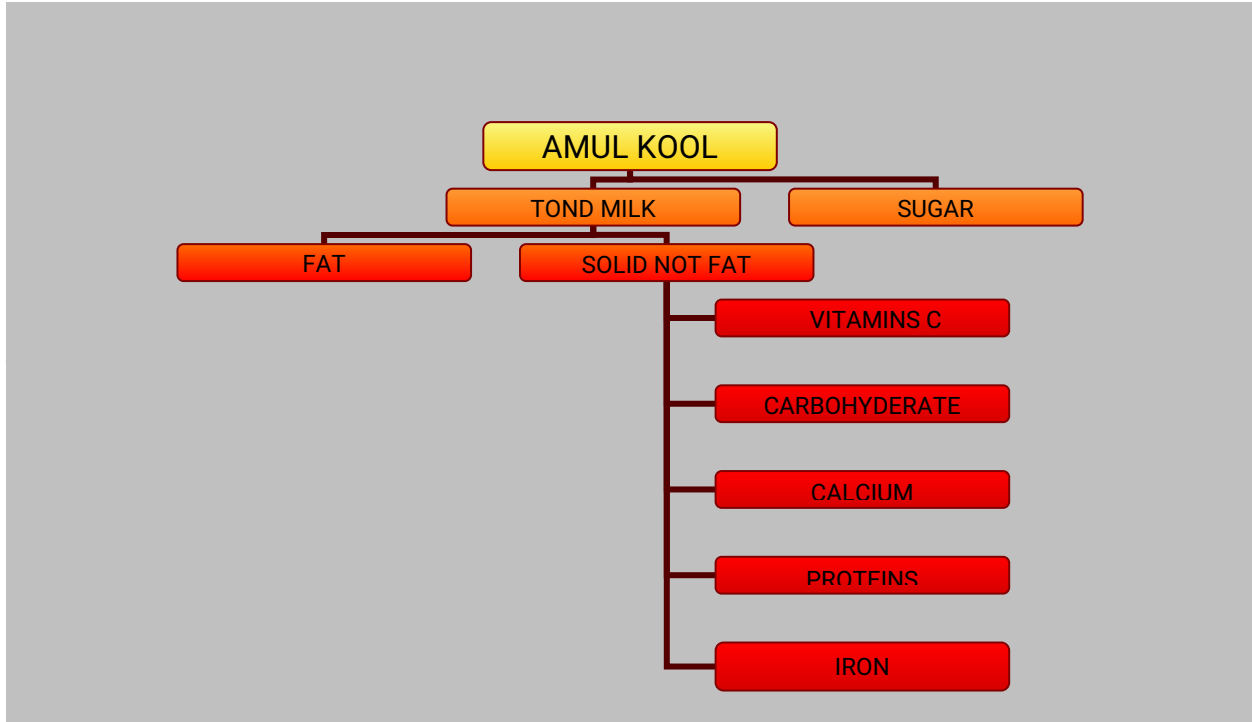 AMUL KOOL
TOND MILK
SUGAR
FAT
SOLID NOT FAT
VITAMINS C
CARBOHYDERATE
CALCIUM
PROTEINS
IRON